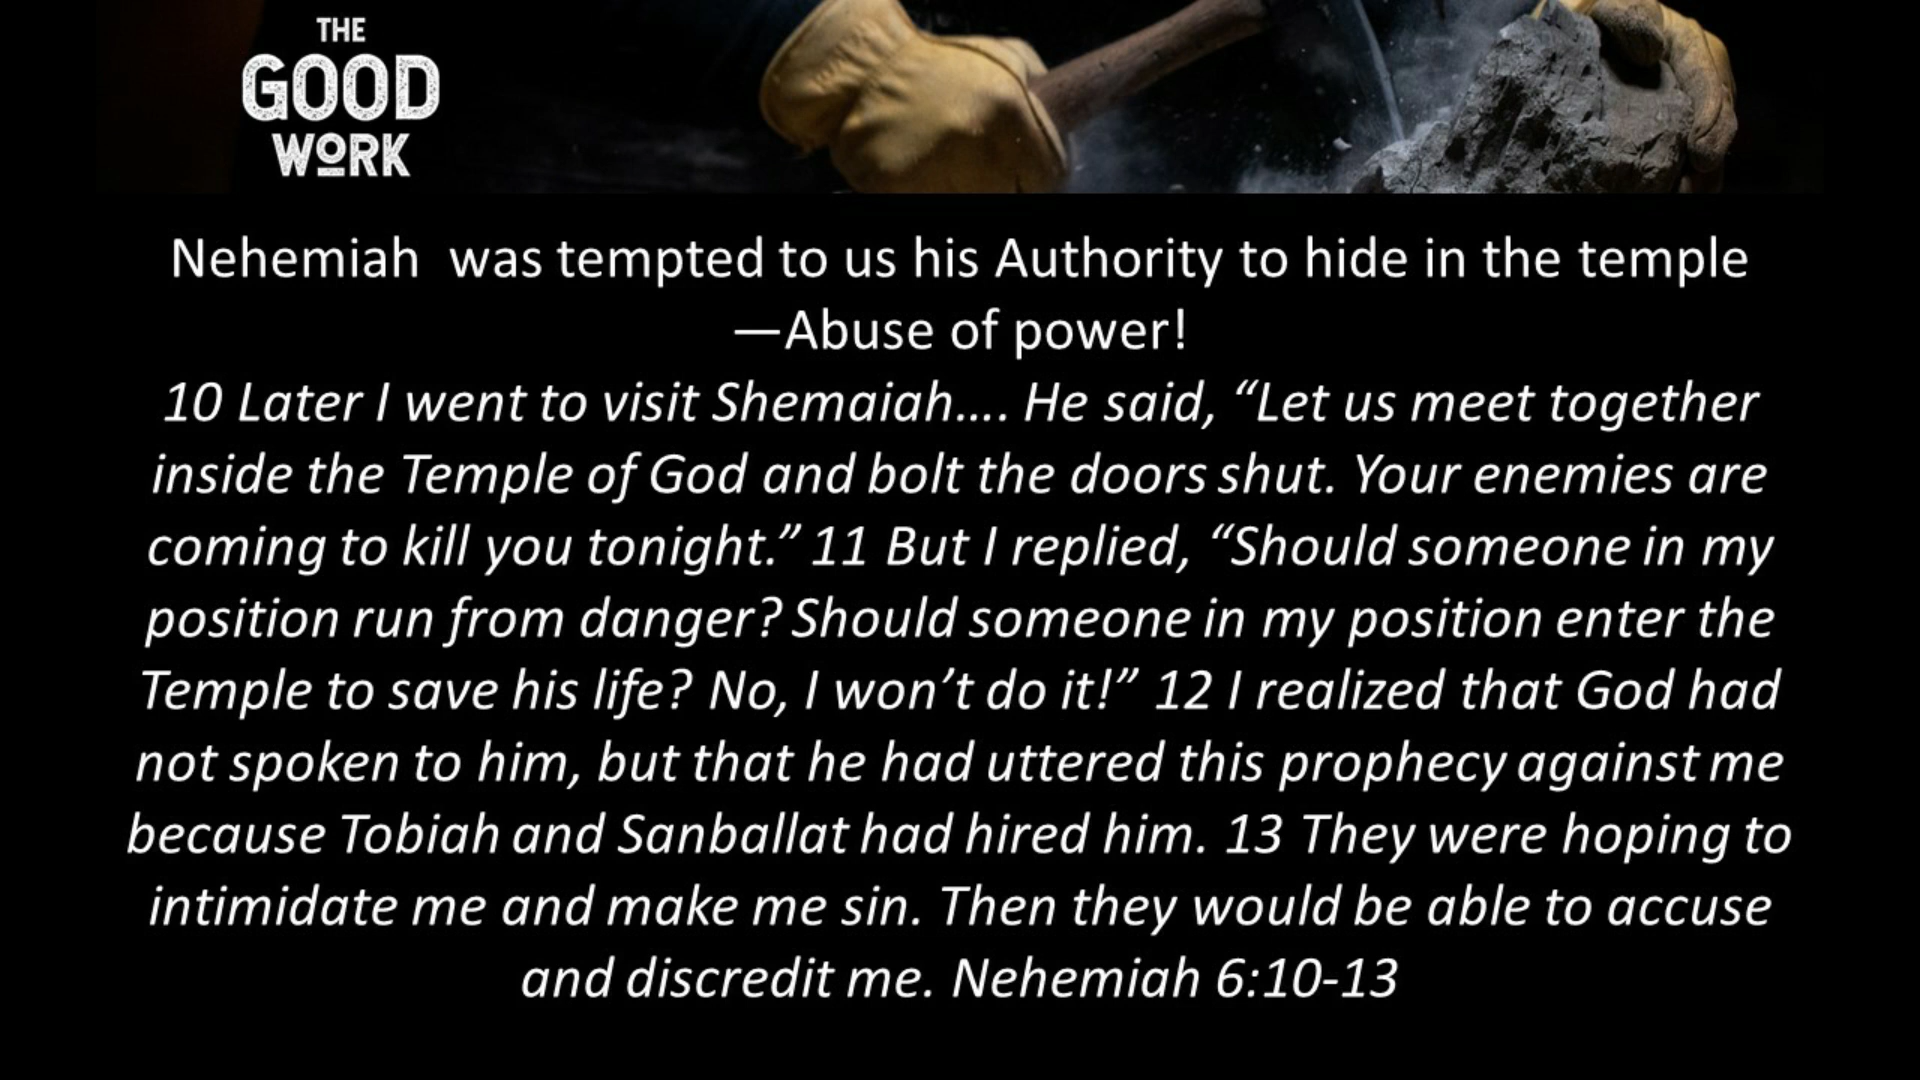 THE
GOOD
WORK
Nehemiah  was tempted to us his Authority to hide in the temple
—Abuse of power!
10 Later I went to visit Shemaiah…. He said, “Let us meet together
inside the Temple of God and bolt the doors shut. Your enemies are
coming to kill you tonight.” 11 But I replied, “Should someone in my
position run from danger? Should someone in my position enter the
Temple to save his life? No, I won’t do it!” 12 I realized that God had
not spoken to him, but that he had uttered this prophecy against me
because Tobiah and Sanballat had hired him. 13 They were hoping to
intimidate me and make me sin. Then they would be able to accuse
and discredit me. Nehemiah 6:10-13